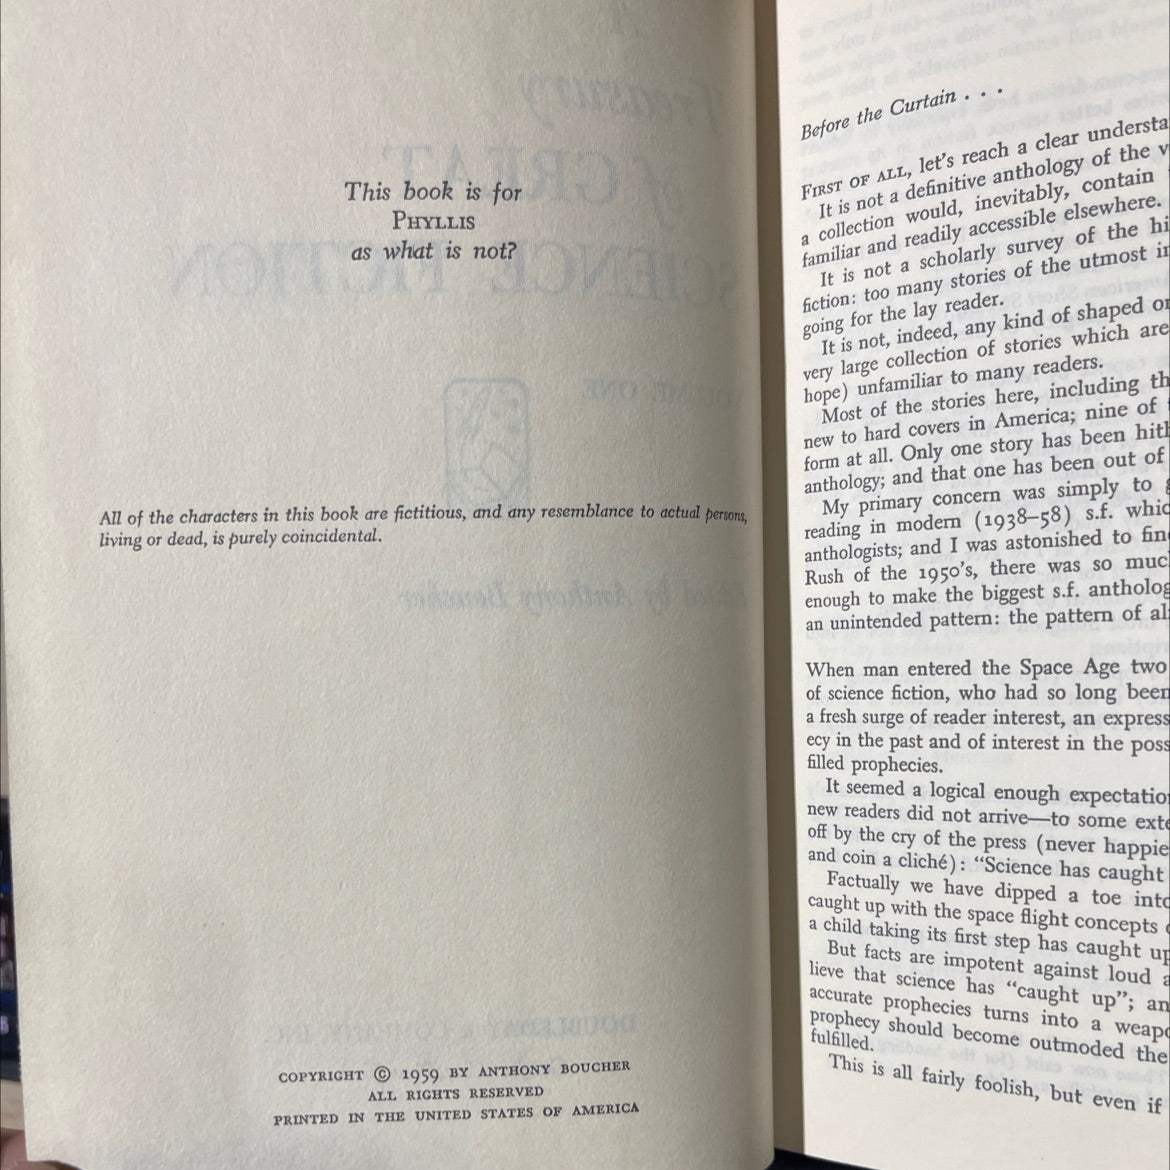 This book is for
PHYLLIS
as what is not?
All of the characters in this book are fictitious, and any resemblance to actual persons,
living or dead, is purely coincidental.
COPYRIGHT © 1959 BY ANTHONY BOUCHER
ALL RIGHTS RESERVED
PRINTED IN THE UNITED STATES OF AMERICA
Before the Curtain . . .
FIRST OF ALL, let's reach a clear understa
It is not a definitive anthology of the v
a collection would, inevitably, contain
familiar and readily accessible elsewhere.
It is not a scholarly survey of the hi
fiction: too many stories of the utmost in
going for the lay reader.
It is not, indeed, any kind of shaped or
very large collection of stories which are
hope) unfamiliar to many readers.
Most of the stories here, including th
new to hard covers in America; nine of
form at all. Only one story has been hith
anthology; and that one has been out of
My primary concern was simply to g
reading in modern (1938–58) s.f. whic
anthologists; and I was astonished to find
Rush of the 1950's, there was so muc
enough to make the biggest s.f. antholog
an unintended pattern: the pattern of al
When man entered the Space Age two
of science fiction, who had so long been
a fresh surge of reader interest, an express
ecy in the past and of interest in the poss
filled prophecies.
It seemed a logical enough expectation
new readers did not arrive—to some exte
off by the cry of the press (never happie
and coin a cliché): "Science has caught
Factually we have dipped a toe into
caught up with the space flight concepts
a child taking its first step has caught up
But facts are impotent against loud a
lieve that science has "caught up"; an
accurate prophecies turns into a weapo
prophecy should become outmoded the
fulfilled.
This is all fairly foolish, but even if